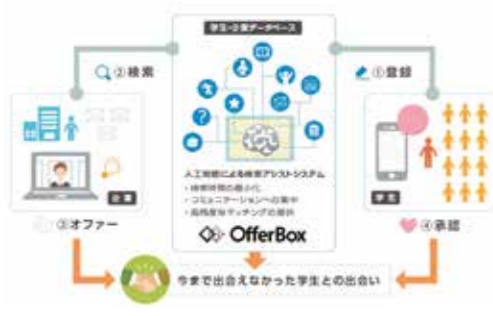 学生・企業データベース
②検索
①登録
企業
学生
人工知能による検索アシストシステム
・検索時間の最小化
・コミュニケーションへの集中
・高精度なマッチングの提供
OfferBox
③オファー
④承認
今まで出会えなかった学生との出会い